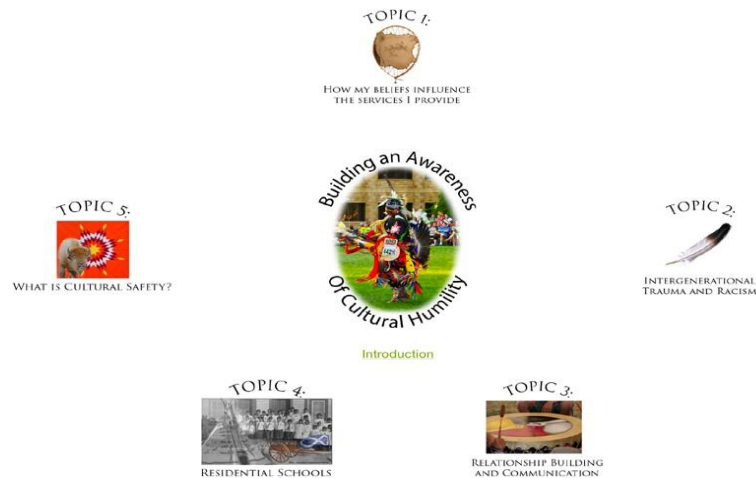 TOPIC 1:
HOW MY BELIEFS INFLUENCE
THE SERVICES I PROVIDE
Building an Awareness
Of Cultural Humility
Introduction
TOPIC 5:
WHAT IS CULTURAL SAFETY?
TOPIC 2:
INTERGENERATIONAL
TRAUMA AND RACISM
TOPIC 4:
RESIDENTIAL SCHOOLS
TOPIC 3:
RELATIONSHIP BUILDING
AND COMMUNICATION